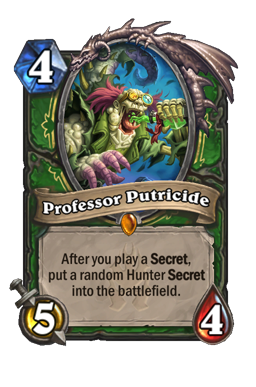 4
Professor Putricide
After you play a Secret,
put a random Hunter Secret
into the battlefield.
5
4